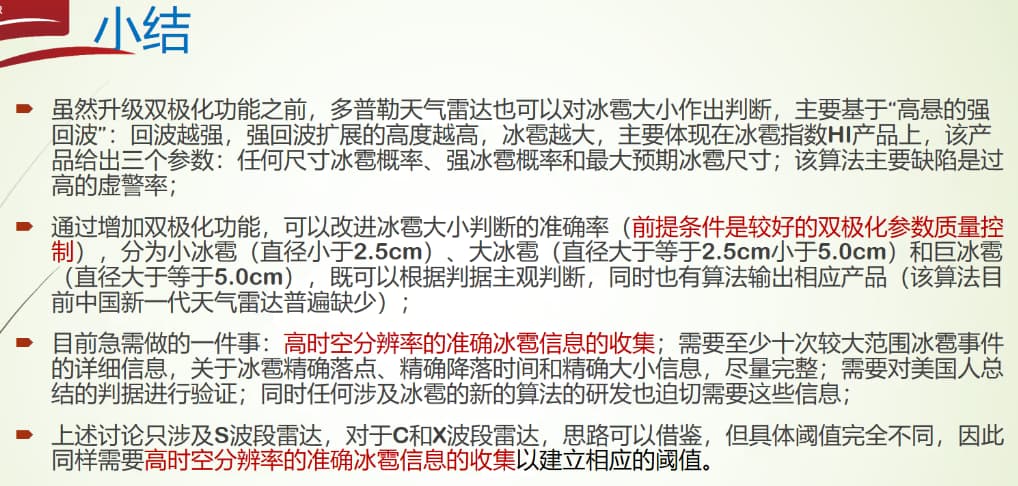 小结
虽然升级双极化功能之前，多普勒天气雷达也可以对冰雹大小作出判断，主要基于“高悬的强
回波”：回波越强，强回波扩展的高度越高，冰雹越大，主要体现在冰雹指数HI产品上，该产
品给出三个参数：任何尺寸冰雹概率、强冰雹概率和最大预期冰雹尺寸；该算法主要缺陷是过
高的虚警率；
通过增加双极化功能，可以改进冰雹大小判断的准确率（前提条件是较好的双极化参数质量控
制），分为小冰雹（直径小于2.5cm）、大冰雹（直径大于等于2.5cm小于5.0cm）和巨冰雹
（直径大于等于5.0cm），既可以根据判据主观判断，同时也有算法输出相应产品（该算法目
前中国新一代天气雷达普遍缺少）；
目前急需做的一件事：高时空分辨率的准确冰雹信息的收集；需要至少十次较大范围冰雹事件
的详细信息，关于冰雹精确落点、精确降落时间和精确大小信息，尽量完整；需要对美国人总
结的判据进行验证；同时任何涉及冰雹的新的算法的研发也迫切需要这些信息；
上述讨论只涉及S波段雷达，对于C和X波段雷达，思路可以借鉴，但具体阈值完全不同，因此
同样需要高时空分辨率的准确冰雹信息的收集以建立相应的阈值。